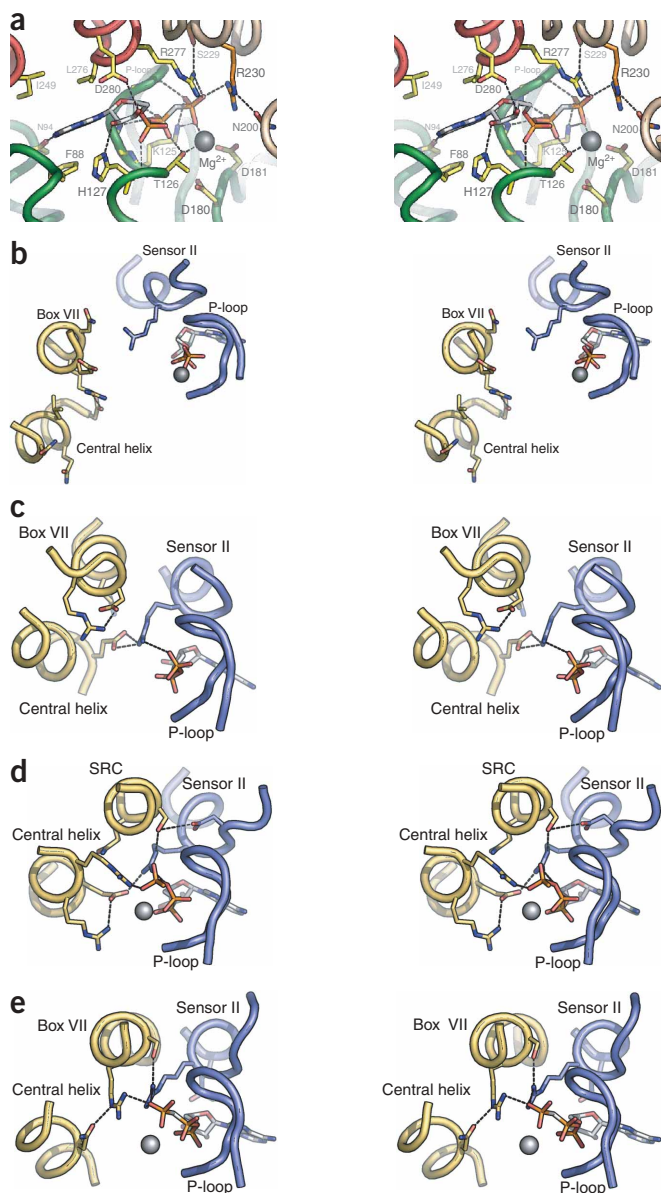 a
R277
S229
L276
P-loop
R230
I249
D280
N94
N200
K125
Mg2+
F88
D181
T126
H127
D180
R277
S229
L276
P-loop
R230
I249
D280
N94
N200
K125
Mg2+
F88
D181
T126
H127
D180
b
Sensor II
Box VII
P-loop
Central helix
Sensor II
Box VII
P-loop
Central helix
c
Box VII
Sensor II
Central helix
P-loop
Box VII
Sensor II
Central helix
P-loop
d
SRC
Sensor II
Central helix
P-loop
SRC
Sensor II
Central helix
P-loop
e
Sensor II
Box VII
Central helix
P-loop
Sensor II
Box VII
Central helix
P-loop